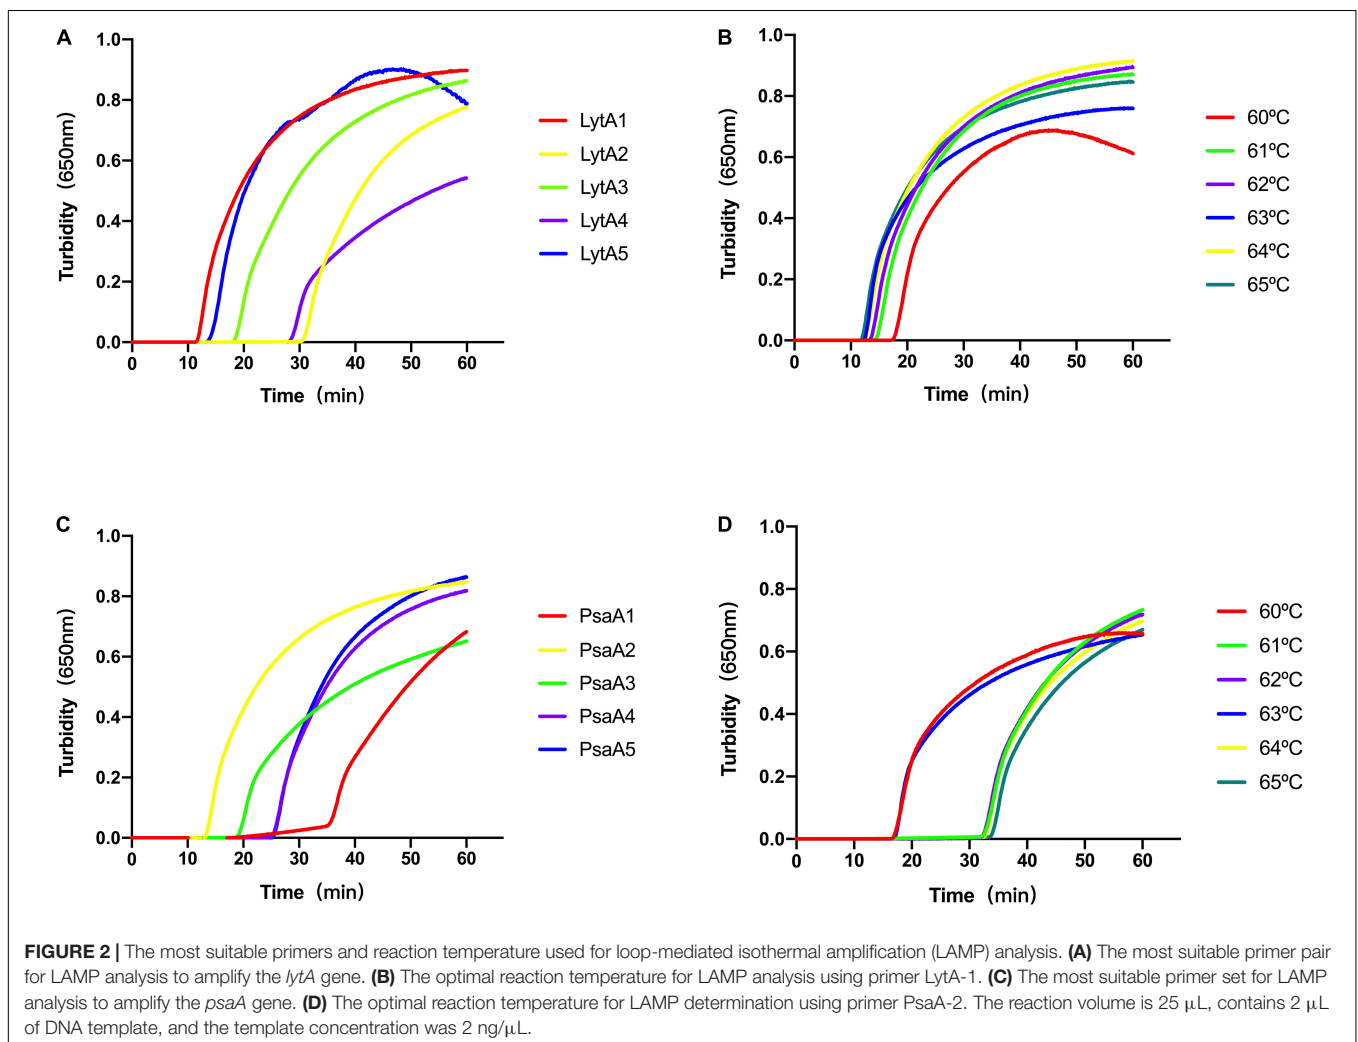 A
1.0
0.8
0.6
0.4
0.2
0.0
Turbidity (650nm)
0 10 20 30 40 50 60
Time (min)
LytA1
LytA2
LytA3
LytA4
LytA5
B
1.0
0.8
0.6
0.4
0.2
0.0
Turbidity (650nm)
0 10 20 30 40 50 60
Time (min)
60ºC
61ºC
62ºC
63ºC
64ºC
65ºC
C
1.0
0.8
0.6
0.4
0.2
0.0
Turbidity (650nm)
0 10 20 30 40 50 60
Time (min)
PsaA1
PsaA2
PsaA3
PsaA4
PsaA5
D
1.0
0.8
0.6
0.4
0.2
0.0
Turbidity (650nm)
0 10 20 30 40 50 60
Time (min)
60ºC
61ºC
62ºC
63ºC
64ºC
65ºC
FIGURE 2 | The most suitable primers and reaction temperature used for loop-mediated isothermal amplification (LAMP) analysis. (A) The most suitable primer pair
for LAMP analysis to amplify the lytA gene. (B) The optimal reaction temperature for LAMP analysis using primer LytA-1. (C) The most suitable primer set for LAMP
analysis to amplify the psaA gene. (D) The optimal reaction temperature for LAMP determination using primer PsaA-2. The reaction volume is 25 μL, contains 2 μL
of DNA template, and the template concentration was 2 ng/μL.